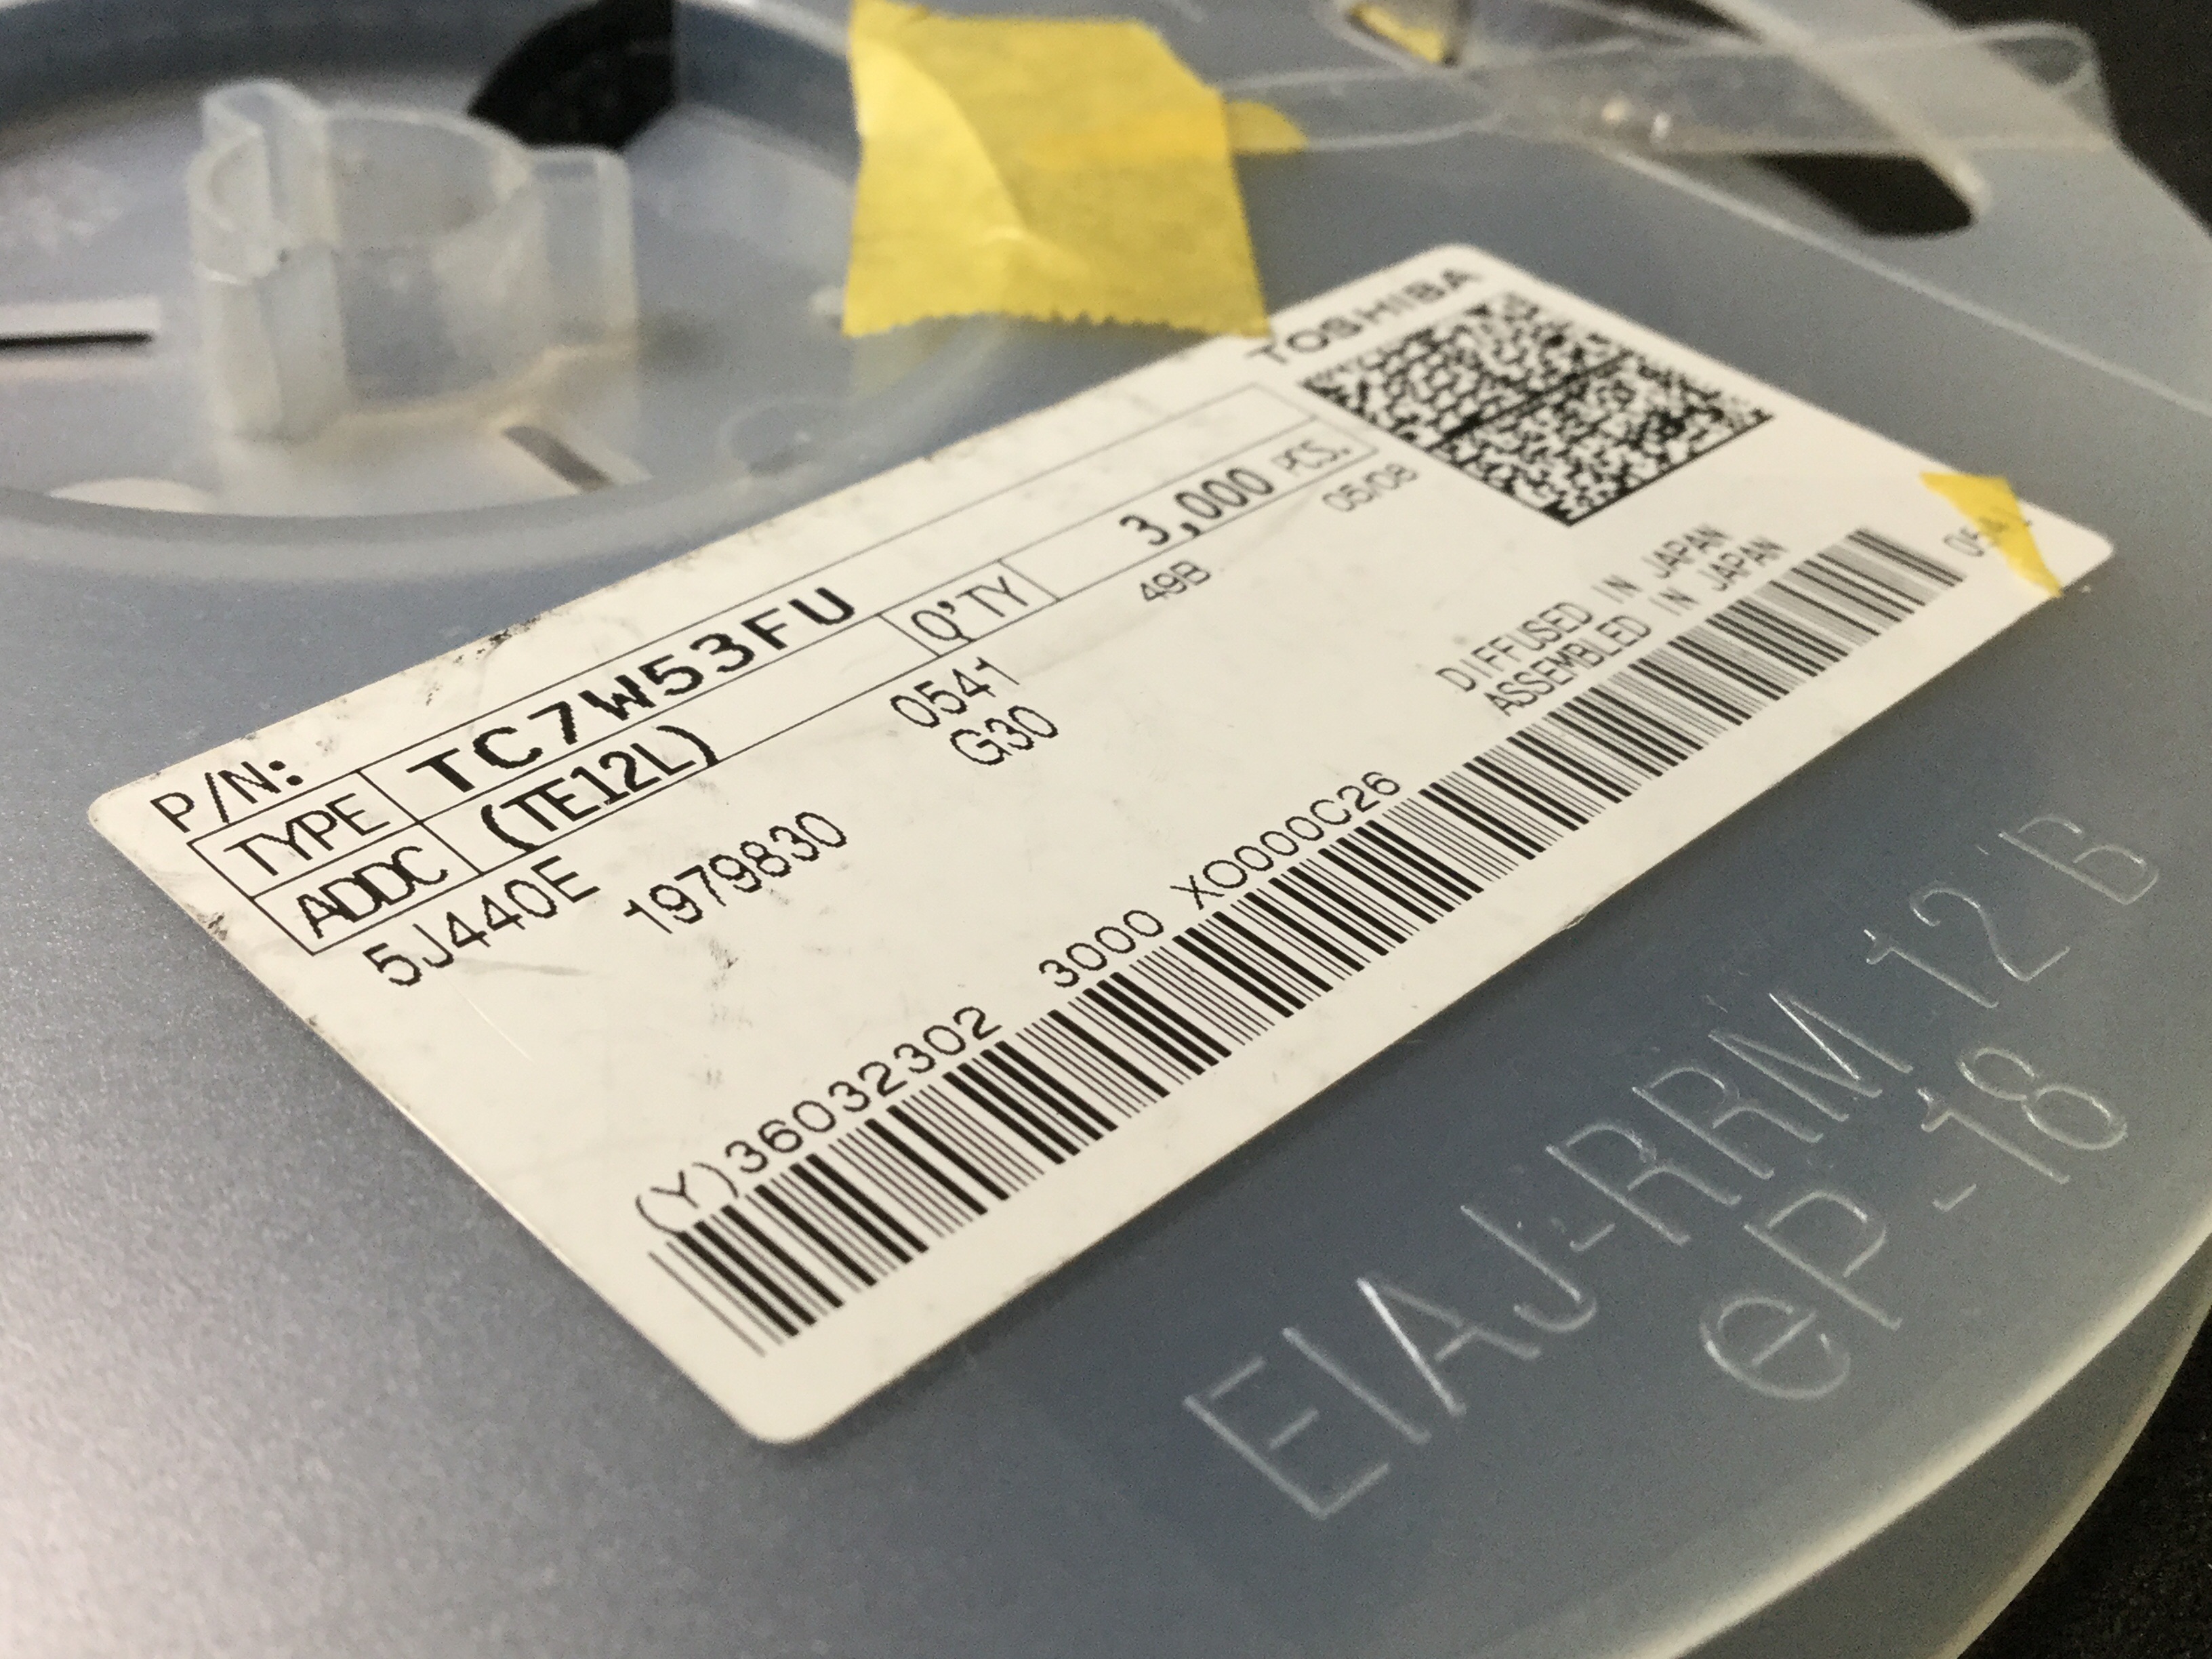 TOSHIBA
P/N:
TYPE TC7W53FU
ADDC (TE12L) Q'TY 3,000 PCS.
5J440E 0541 49B 05/08
1979830 G30
DIFFUSED IN JAPAN
ASSEMBLED IN JAPAN
(Y)36032302 3000 XO000C26
EIAJ-RRM 12 B
eP -18